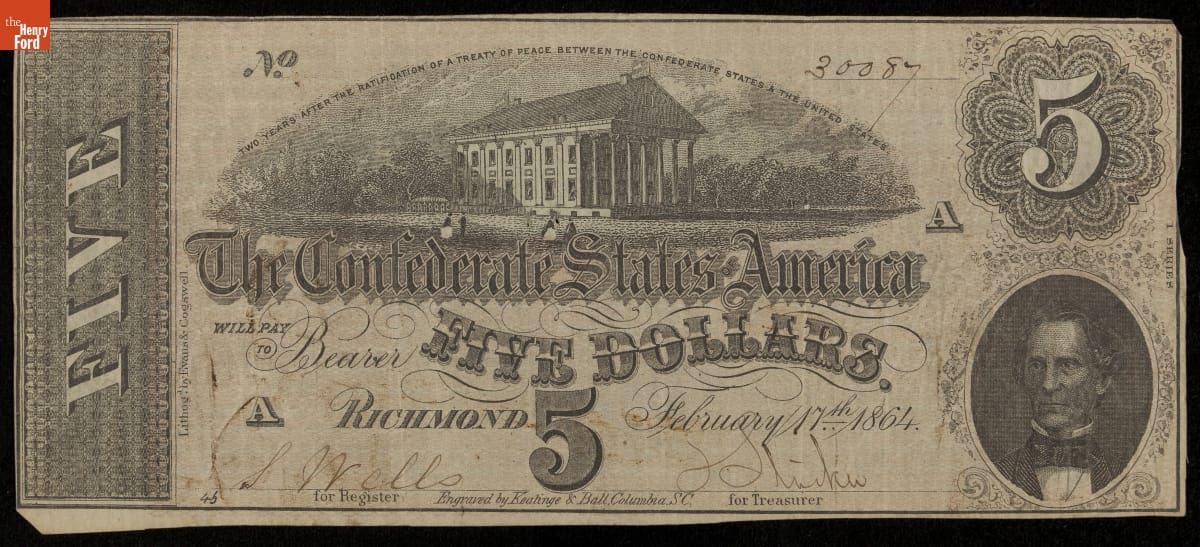 the
Henry
Ford
No
30087
TWO YEARS AFTER THE RATIFICATION OF A TREATY OF PEACE BETWEEN THE CONFEDERATE STATES & THE UNITED STATES
5
FIVE
A
The Confederate States of America
1 SERIES
WILL PAY
TO
Bearer
FIVE DOLLARS.
Lithog'd by Evans & Cogswell
A
RICHMOND
5
February 17th 1864.
S Wells
46
for Register
Engraved by Keatinge & Ball, Columbia, S.C.
for Treasurer